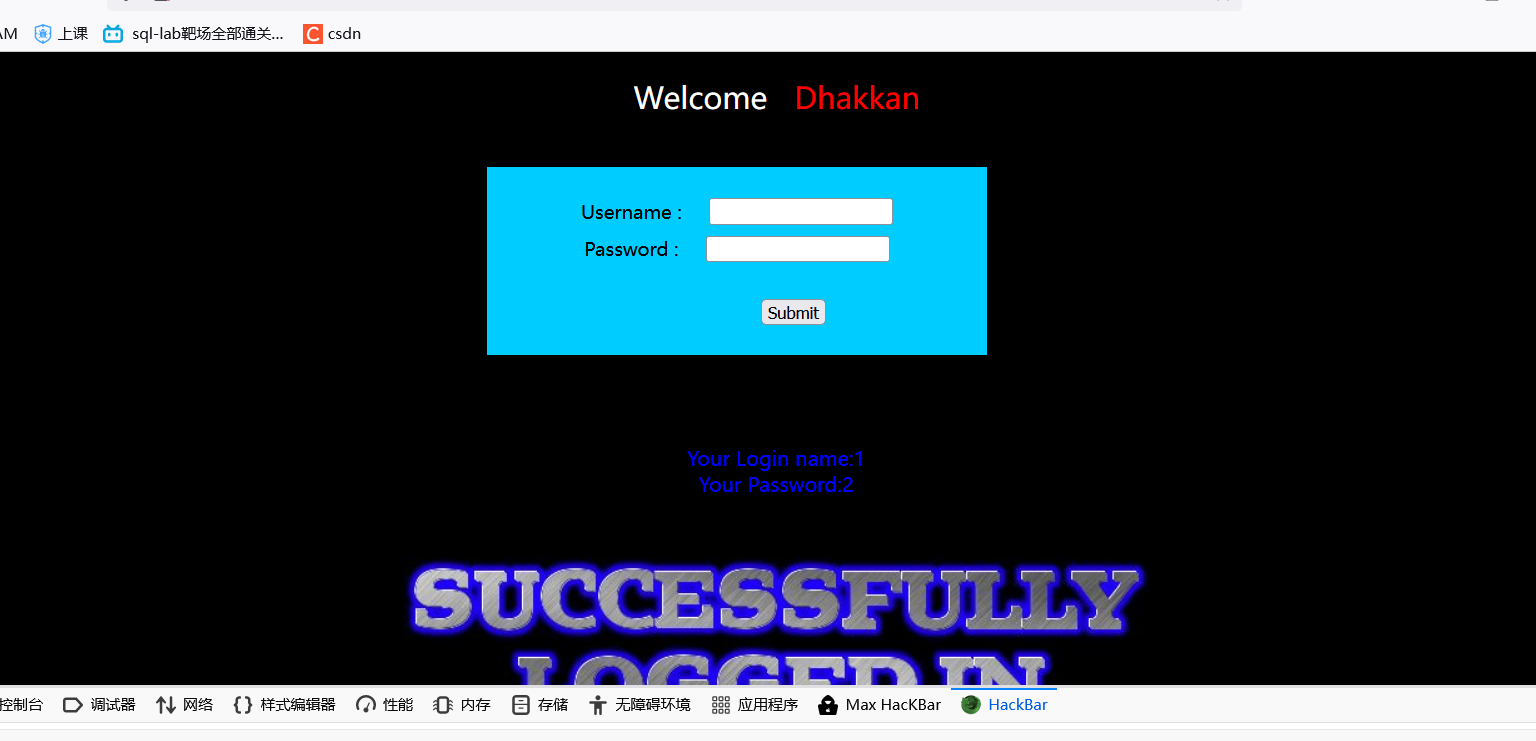 AM 上课 sql-lab靶场全部通关... csdn
Welcome Dhakkan
Username :
Password :
Submit
Your Login name:1
Your Password:2
SUCCESSFULLY
LOGGED IN
控制台 调试器 网络 样式编辑器 性能 内存 存储 无障碍环境 应用程序 Max HacKBar HackBar